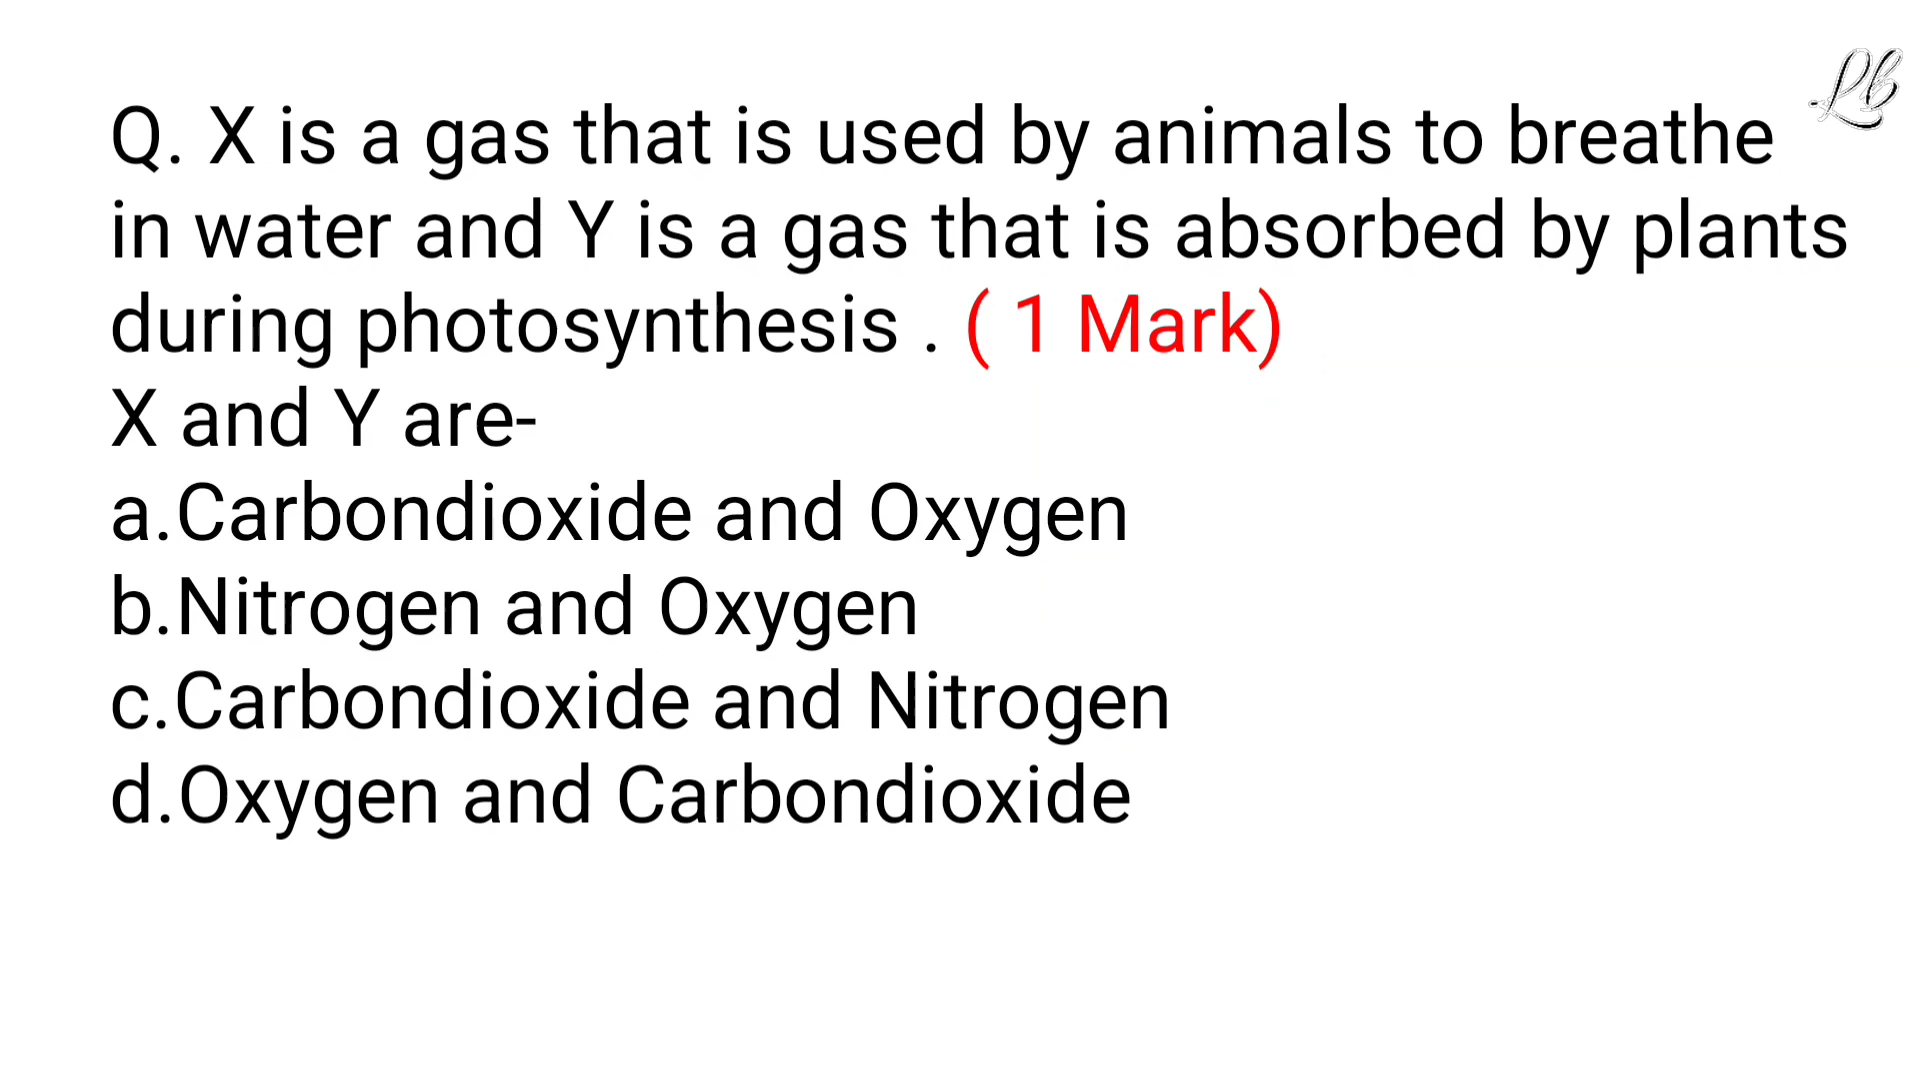 Q. X is a gas that is used by animals to breathe
in water and Y is a gas that is absorbed by plants
during photosynthesis . ( 1 Mark)
X and Y are-
a.Carbondioxide and Oxygen
b.Nitrogen and Oxygen
c.Carbondioxide and Nitrogen
d.Oxygen and Carbondioxide